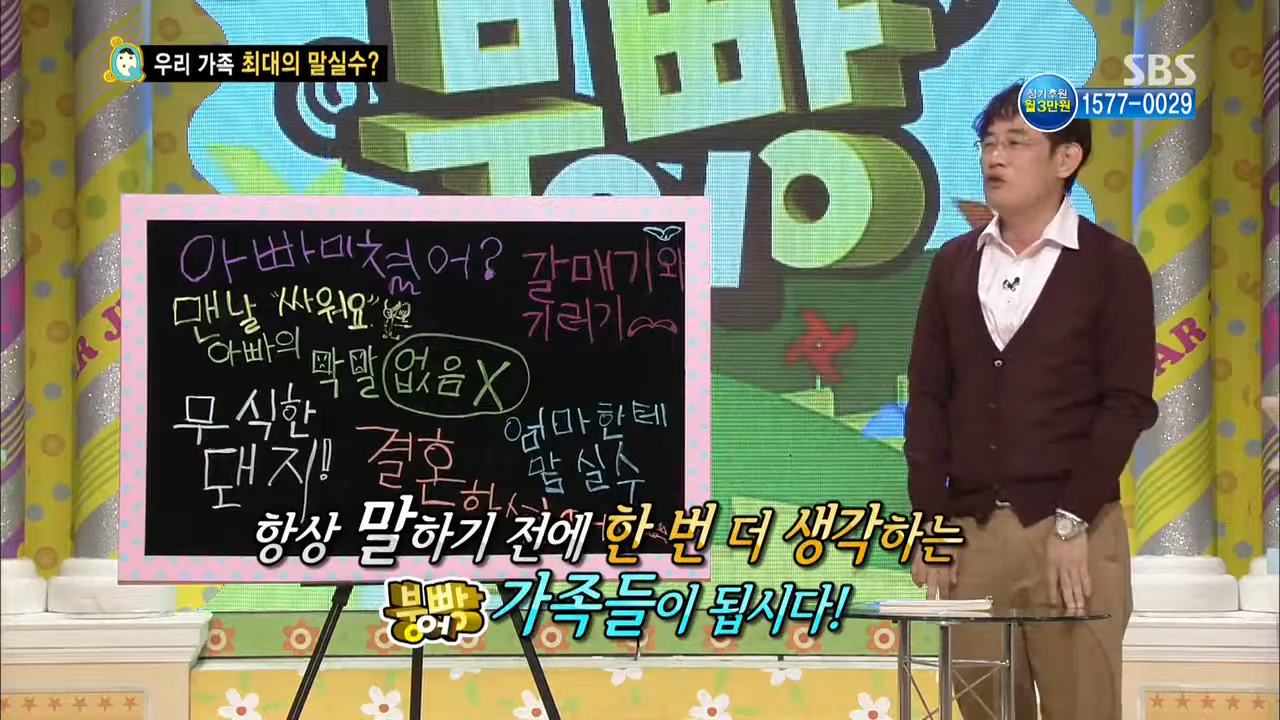 우리 가족 최대의 말실수?
SBS
정기후원
월3만원
1577-0029
붕빵
아빠미쳤어?
갈매기와
끼러기
맨날 "싸워요"
아빠의
막말 없음 X
무식한
돼지!
엄마한테
말실수
결혼
항상 말하기 전에 한 번 더 생각하는
붕어빵 가족들이 됩시다!